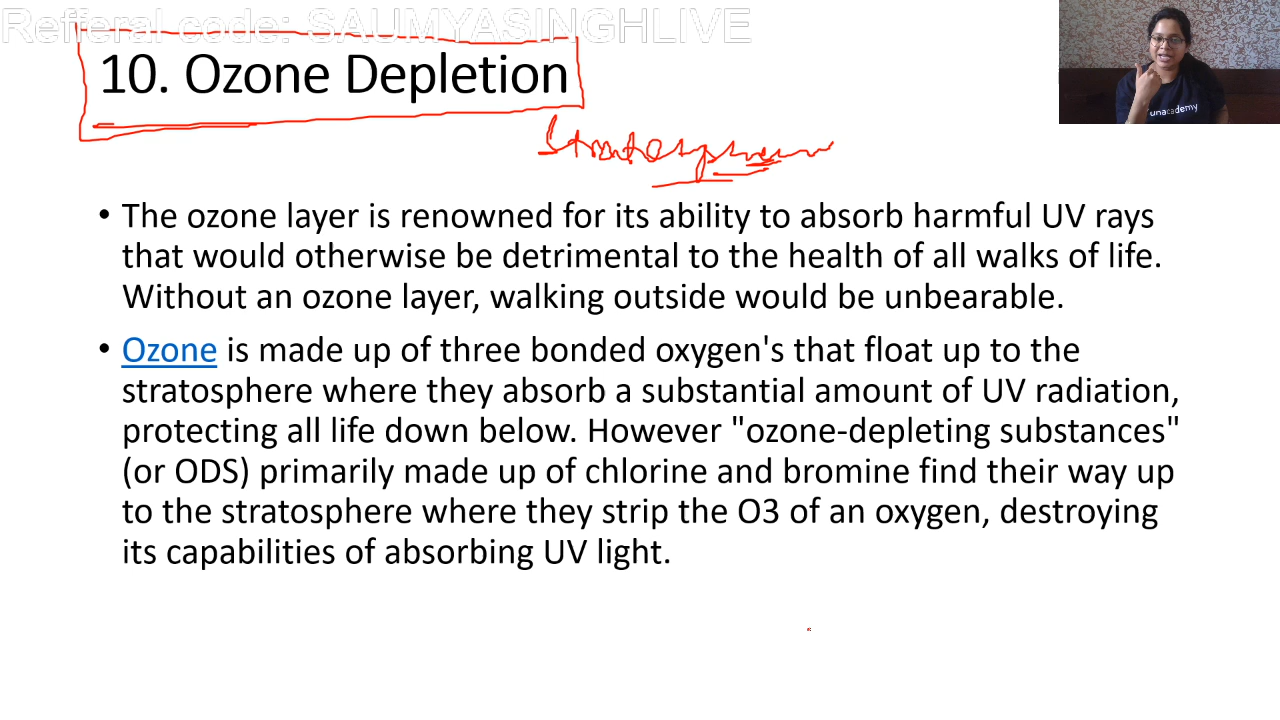 Refferal code: SAUMYASINGHLIVE
10. Ozone Depletion
Stratosphere
unacademy
• The ozone layer is renowned for its ability to absorb harmful UV rays
that would otherwise be detrimental to the health of all walks of life.
Without an ozone layer, walking outside would be unbearable.
• Ozone is made up of three bonded oxygen's that float up to the
stratosphere where they absorb a substantial amount of UV radiation,
protecting all life down below. However "ozone-depleting substances"
(or ODS) primarily made up of chlorine and bromine find their way up
to the stratosphere where they strip the O3 of an oxygen, destroying
its capabilities of absorbing UV light.